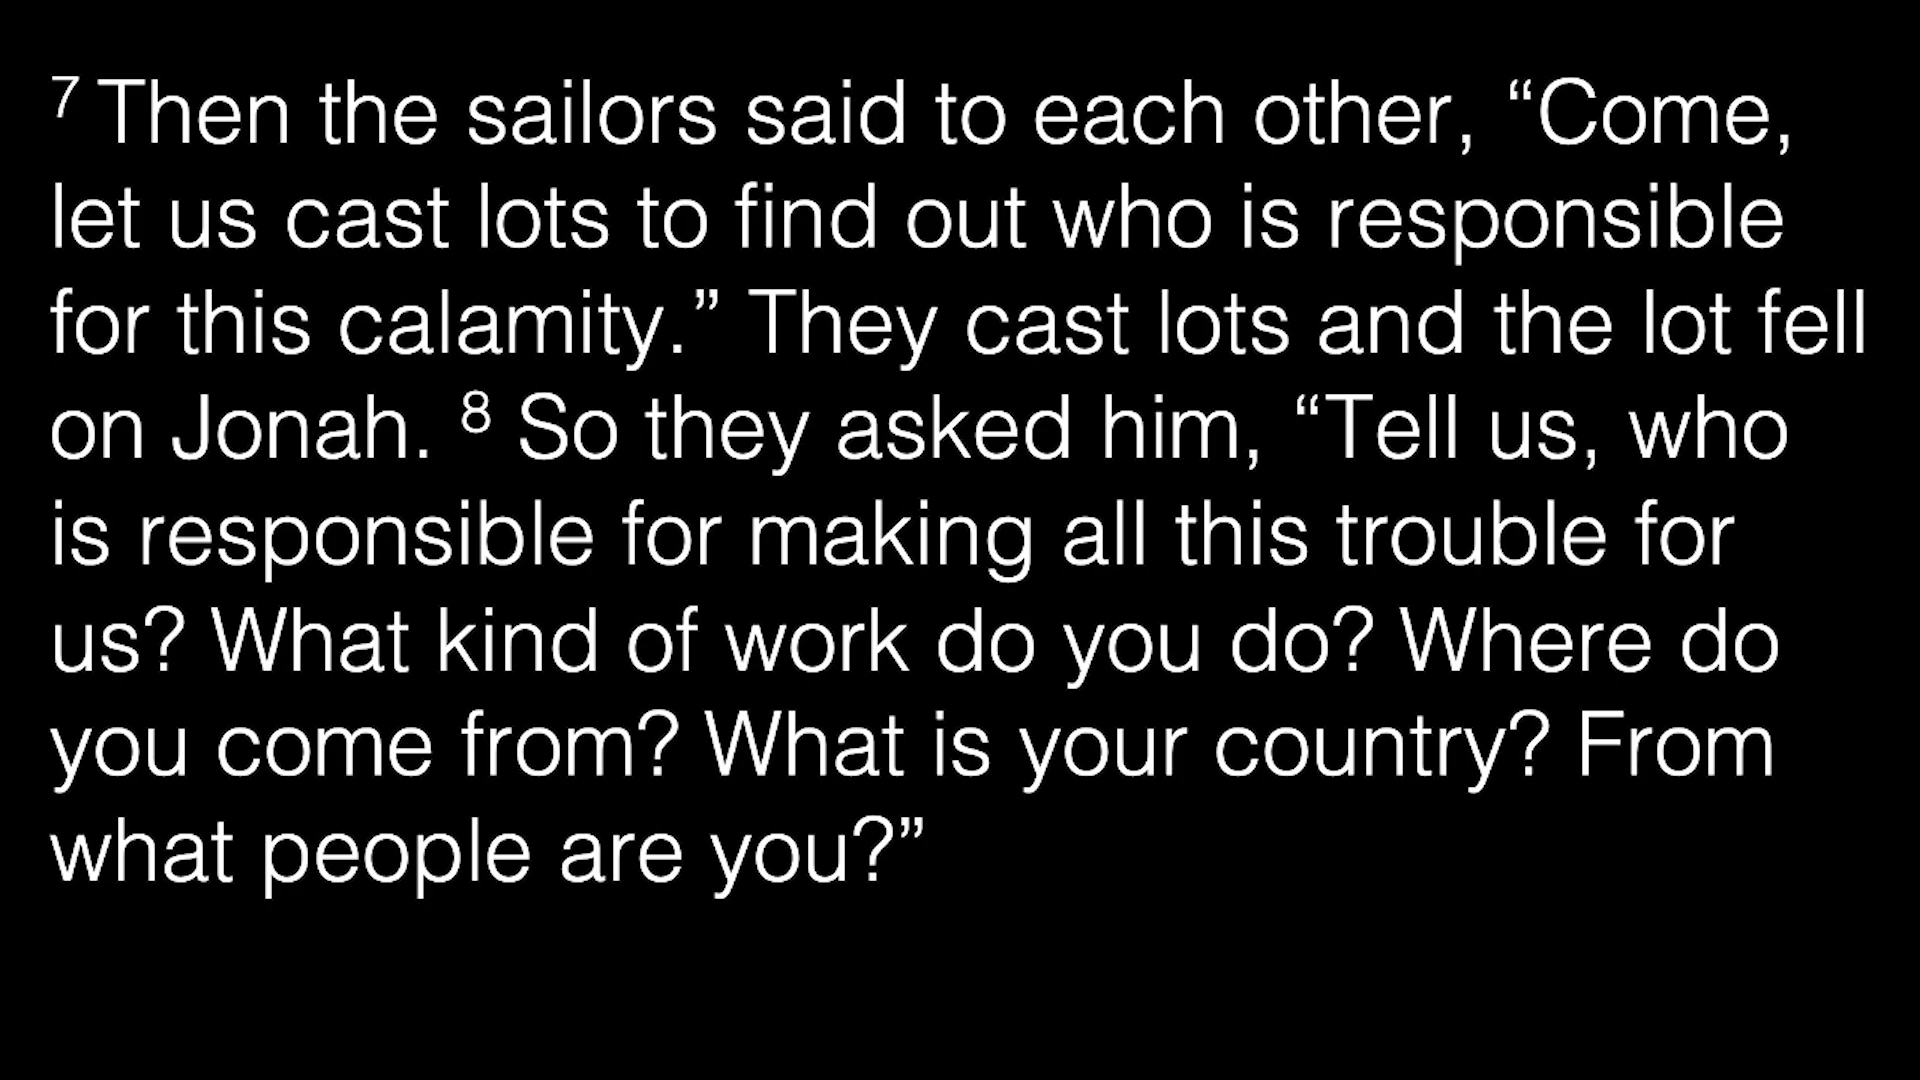 7 Then the sailors said to each other, “Come,
let us cast lots to find out who is responsible
for this calamity.” They cast lots and the lot fell
on Jonah. 8 So they asked him, “Tell us, who
is responsible for making all this trouble for
us? What kind of work do you do? Where do
you come from? What is your country? From
what people are you?”